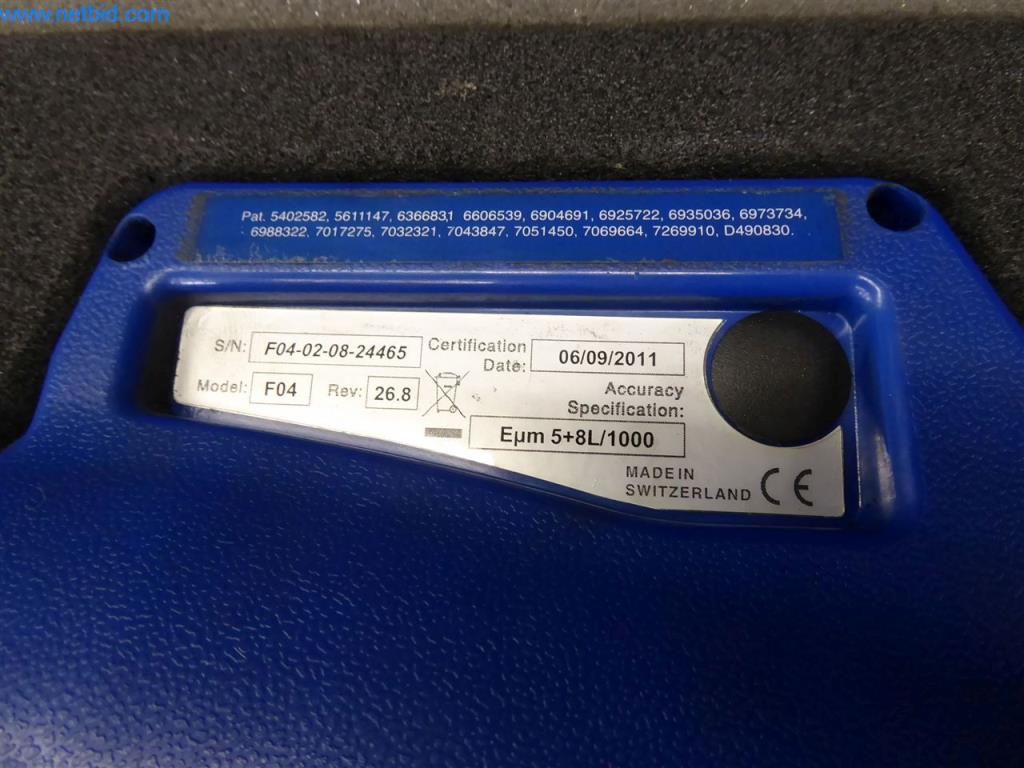 www.netbid.com
Pat. 5402582, 5611147, 6366831 6606539, 6904691, 6925722, 6935036, 6973734,
6988322, 7017275, 7032321, 7043847, 7051450, 7069664, 7269910, D490830.
S/N: F04-02-08-24465
Certification
Date: 06/09/2011
Model: F04 Rev: 26.8
Accuracy
Specification:
Eµm 5+8L/1000
MADE IN
SWITZERLAND CE